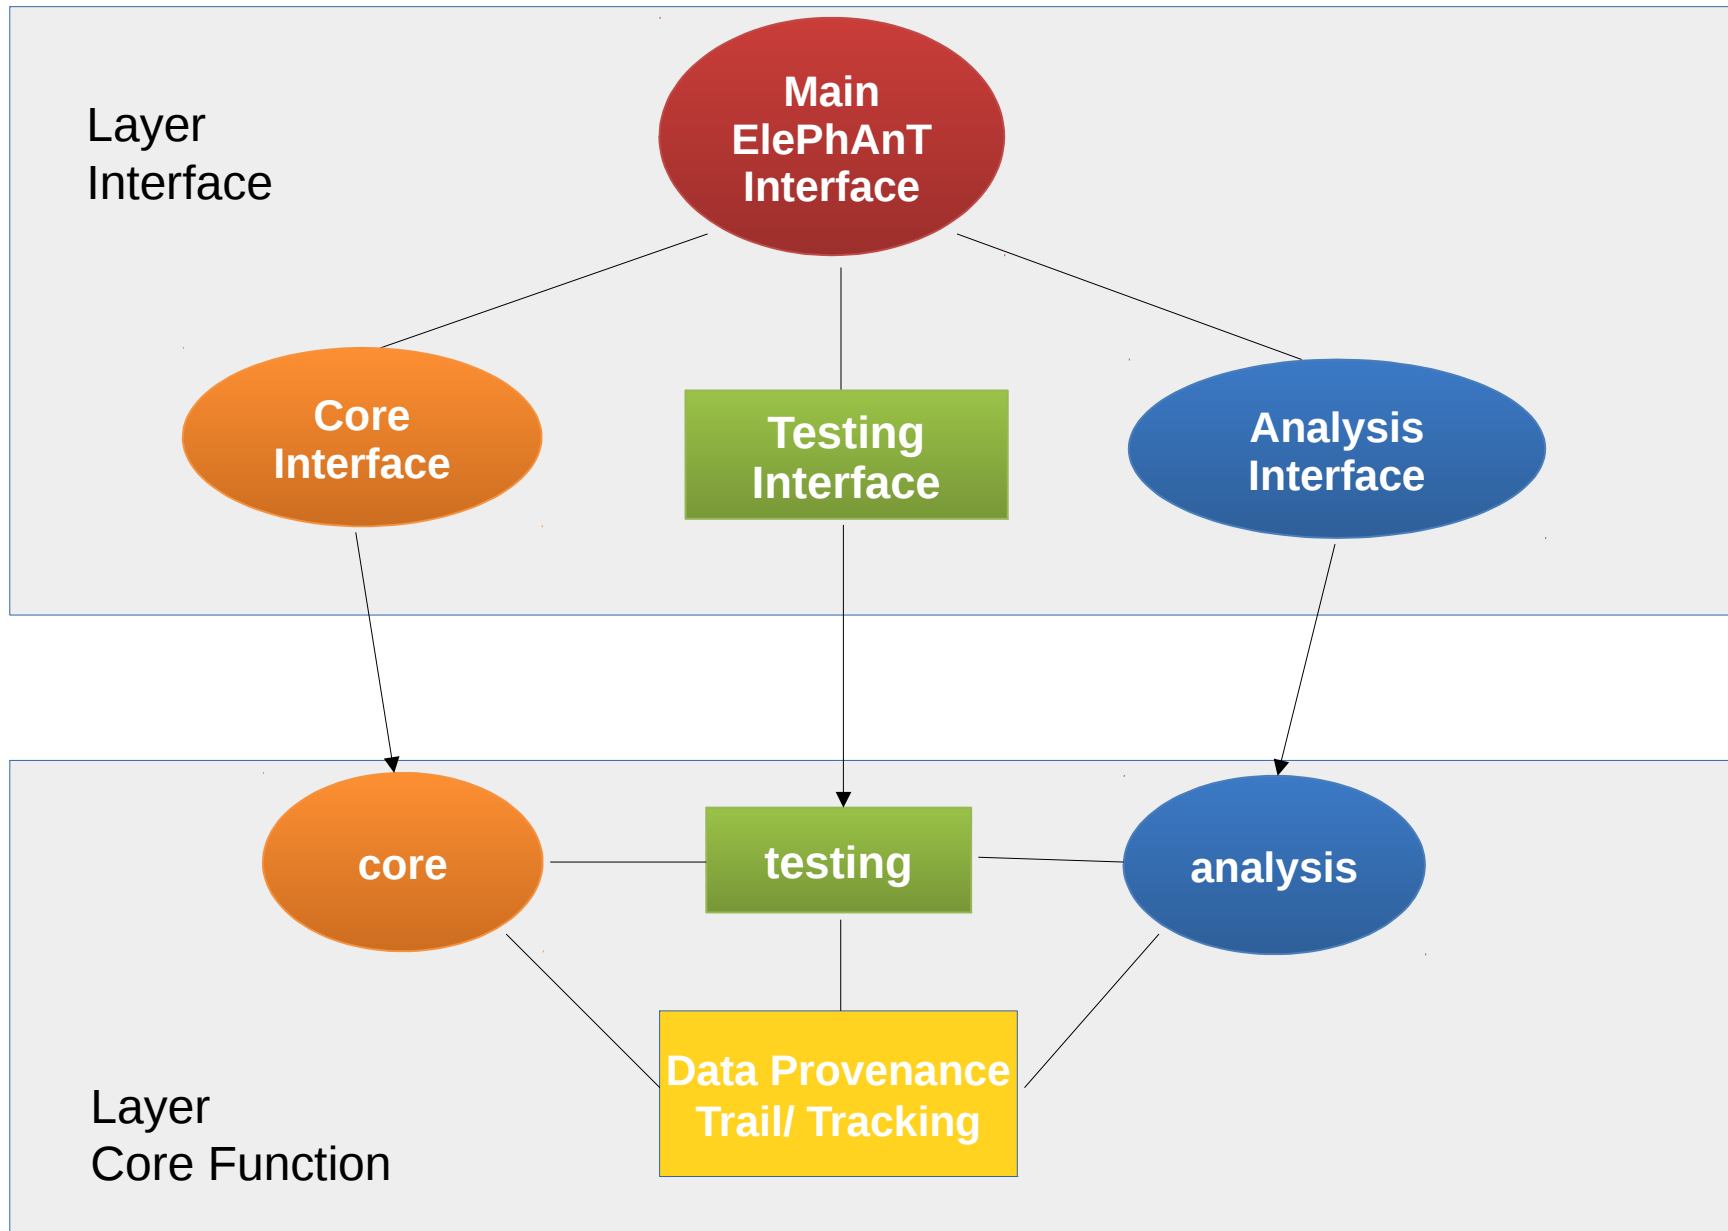 Layer
Interface
Main
ElePhAnT
Interface
Core
Interface
Testing
Interface
Analysis
Interface
core
testing
analysis
Data Provenance
Trail/ Tracking
Layer
Core Function